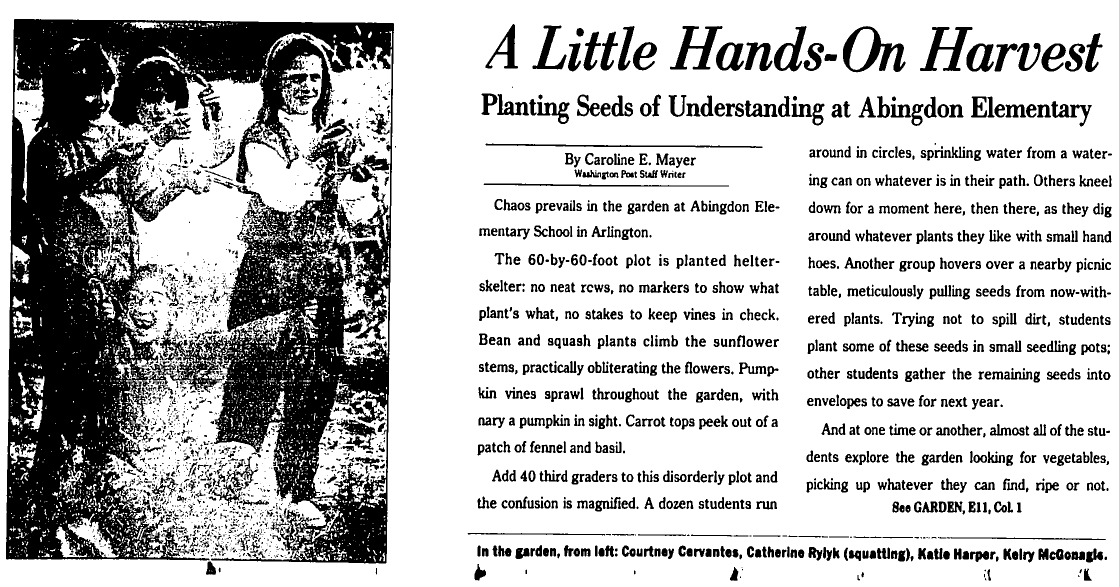 A Little Hands-On Harvest
Planting Seeds of Understanding at Abingdon Elementary
By Caroline E. Mayer
Washington Post Staff Writer
Chaos prevails in the garden at Abingdon Ele-
mentary School in Arlington.
The 60-by-60-foot plot is planted helter-
skelter: no neat rows, no markers to show what
plant's what, no stakes to keep vines in check.
Bean and squash plants climb the sunflower
stems, practically obliterating the flowers. Pump-
kin vines sprawl throughout the garden, with
nary a pumpkin in sight. Carrot tops peek out of a
patch of fennel and basil.
Add 40 third graders to this disorderly plot and
the confusion is magnified. A dozen students run
around in circles, sprinkling water from a water-
ing can on whatever is in their path. Others kneel
down for a moment here, then there, as they dig
around whatever plants they like with small hand
hoes. Another group hovers over a nearby picnic
table, meticulously pulling seeds from now-with-
ered plants. Trying not to spill dirt, students
plant some of these seeds in small seedling pots;
other students gather the remaining seeds into
envelopes to save for next year.
And at one time or another, almost all of the stu-
dents explore the garden looking for vegetables,
picking up whatever they can find, ripe or not.
See GARDEN, E11, Col. 1
In the garden, from left: Courtney Cervantes, Catherine Rylyk (squatting), Katie Harper, Kelry McGonagle.